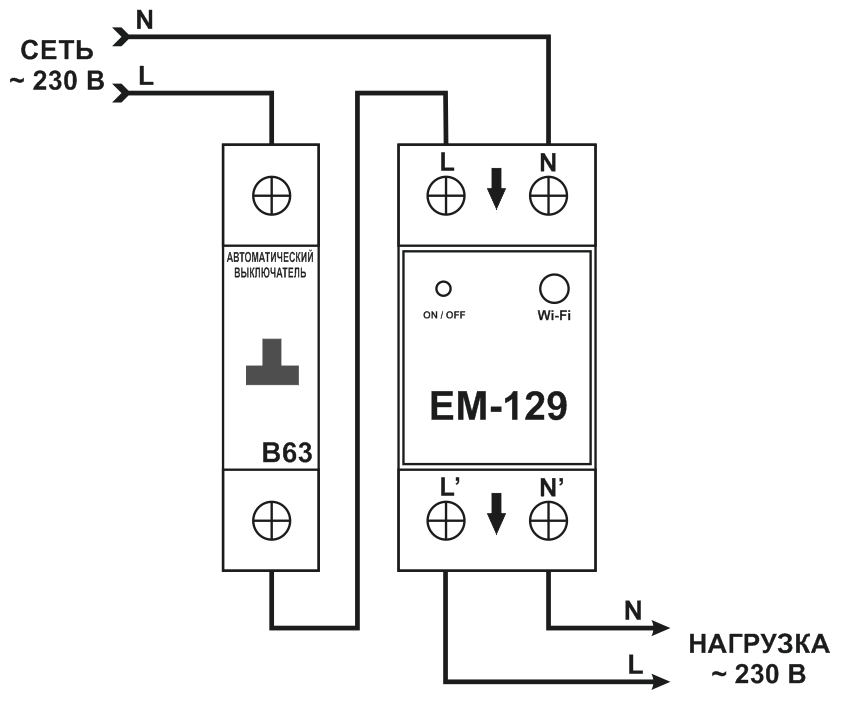 N
СЕТЬ
~ 230 В
L
L
N
АВТОМАТИЧЕСКИЙ
ВЫКЛЮЧАТЕЛЬ
ON / OFF
Wi-Fi
EM-129
B63
L’
N’
N
НАГРУЗКА
~ 230 В
L